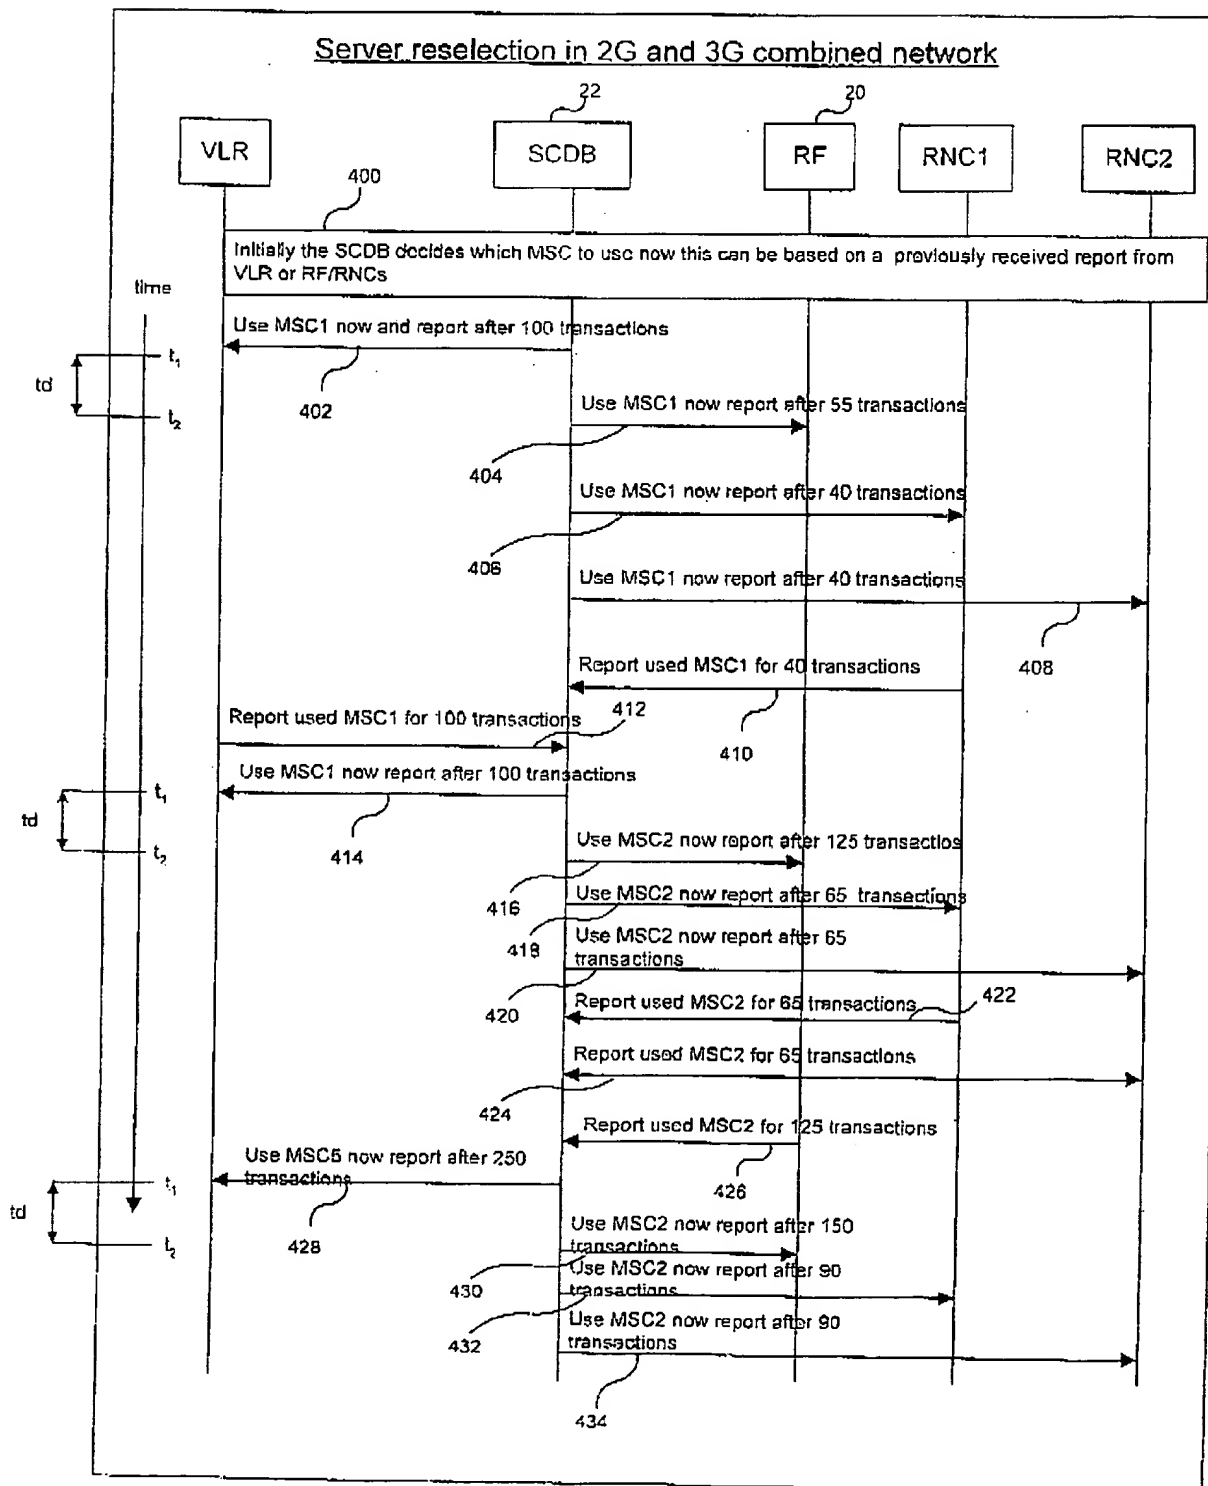 Server reselection in 2G and 3G combined network
22
20
VLR
SCDB
RF
RNC1
RNC2
400
Initially the SCDB decides which MSC to use now this can be based on a previously received report from
VLR or RF/RNCs
time
Use MSC1 now and report after 100 transactions
t1
td
402
t2
Use MSC1 now report after 55 transactions
404
Use MSC1 now report after 40 transactions
406
Use MSC1 now report after 40 transactions
408
Report used MSC1 for 40 transactions
412
Report used MSC1 for 100 transactions
410
Use MSC1 now report after 100 transactions
t1
td
414
t2
Use MSC2 now report after 125 transactios
416
Use MSC2 now report after 65 transactions
418
Use MSC2 now report after 65
transactions
420
Report used MSC2 for 65 transactions
422
Report used MSC2 for 65 transactions
424
Report used MSC2 for 125 transactions
426
Use MSC5 now report after 250
transactions
t1
td
428
t2
Use MSC2 now report after 150
transactions
430
Use MSC2 now report after 90
transactions
432
Use MSC2 now report after 90
transactions
434